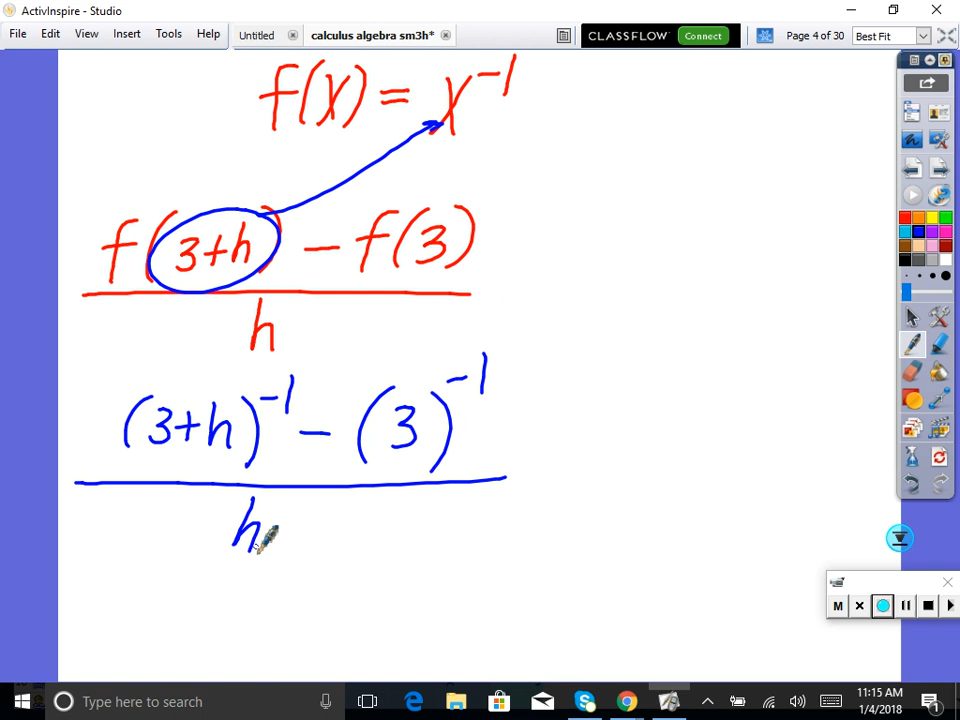 ActivInspire - Studio
File Edit View Insert Tools Help Untitled calculus algebra sm3h* CLASSFLOW Connect Page 4 of 30 Best Fit
f(x) = x^-1
f(3+h) - f(3)
h
(3+h)^-1 - (3)^-1
h
M
Type here to search
11:15 AM
1/4/2018
1